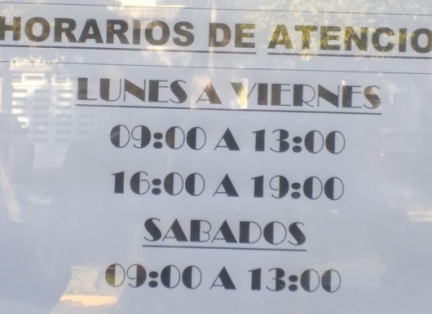 HORARIOS DE ATENCIO
LUNES A VIERNES
09:00 A 13:00
16:00 A 19:00
SABADOS
09:00 A 13:00